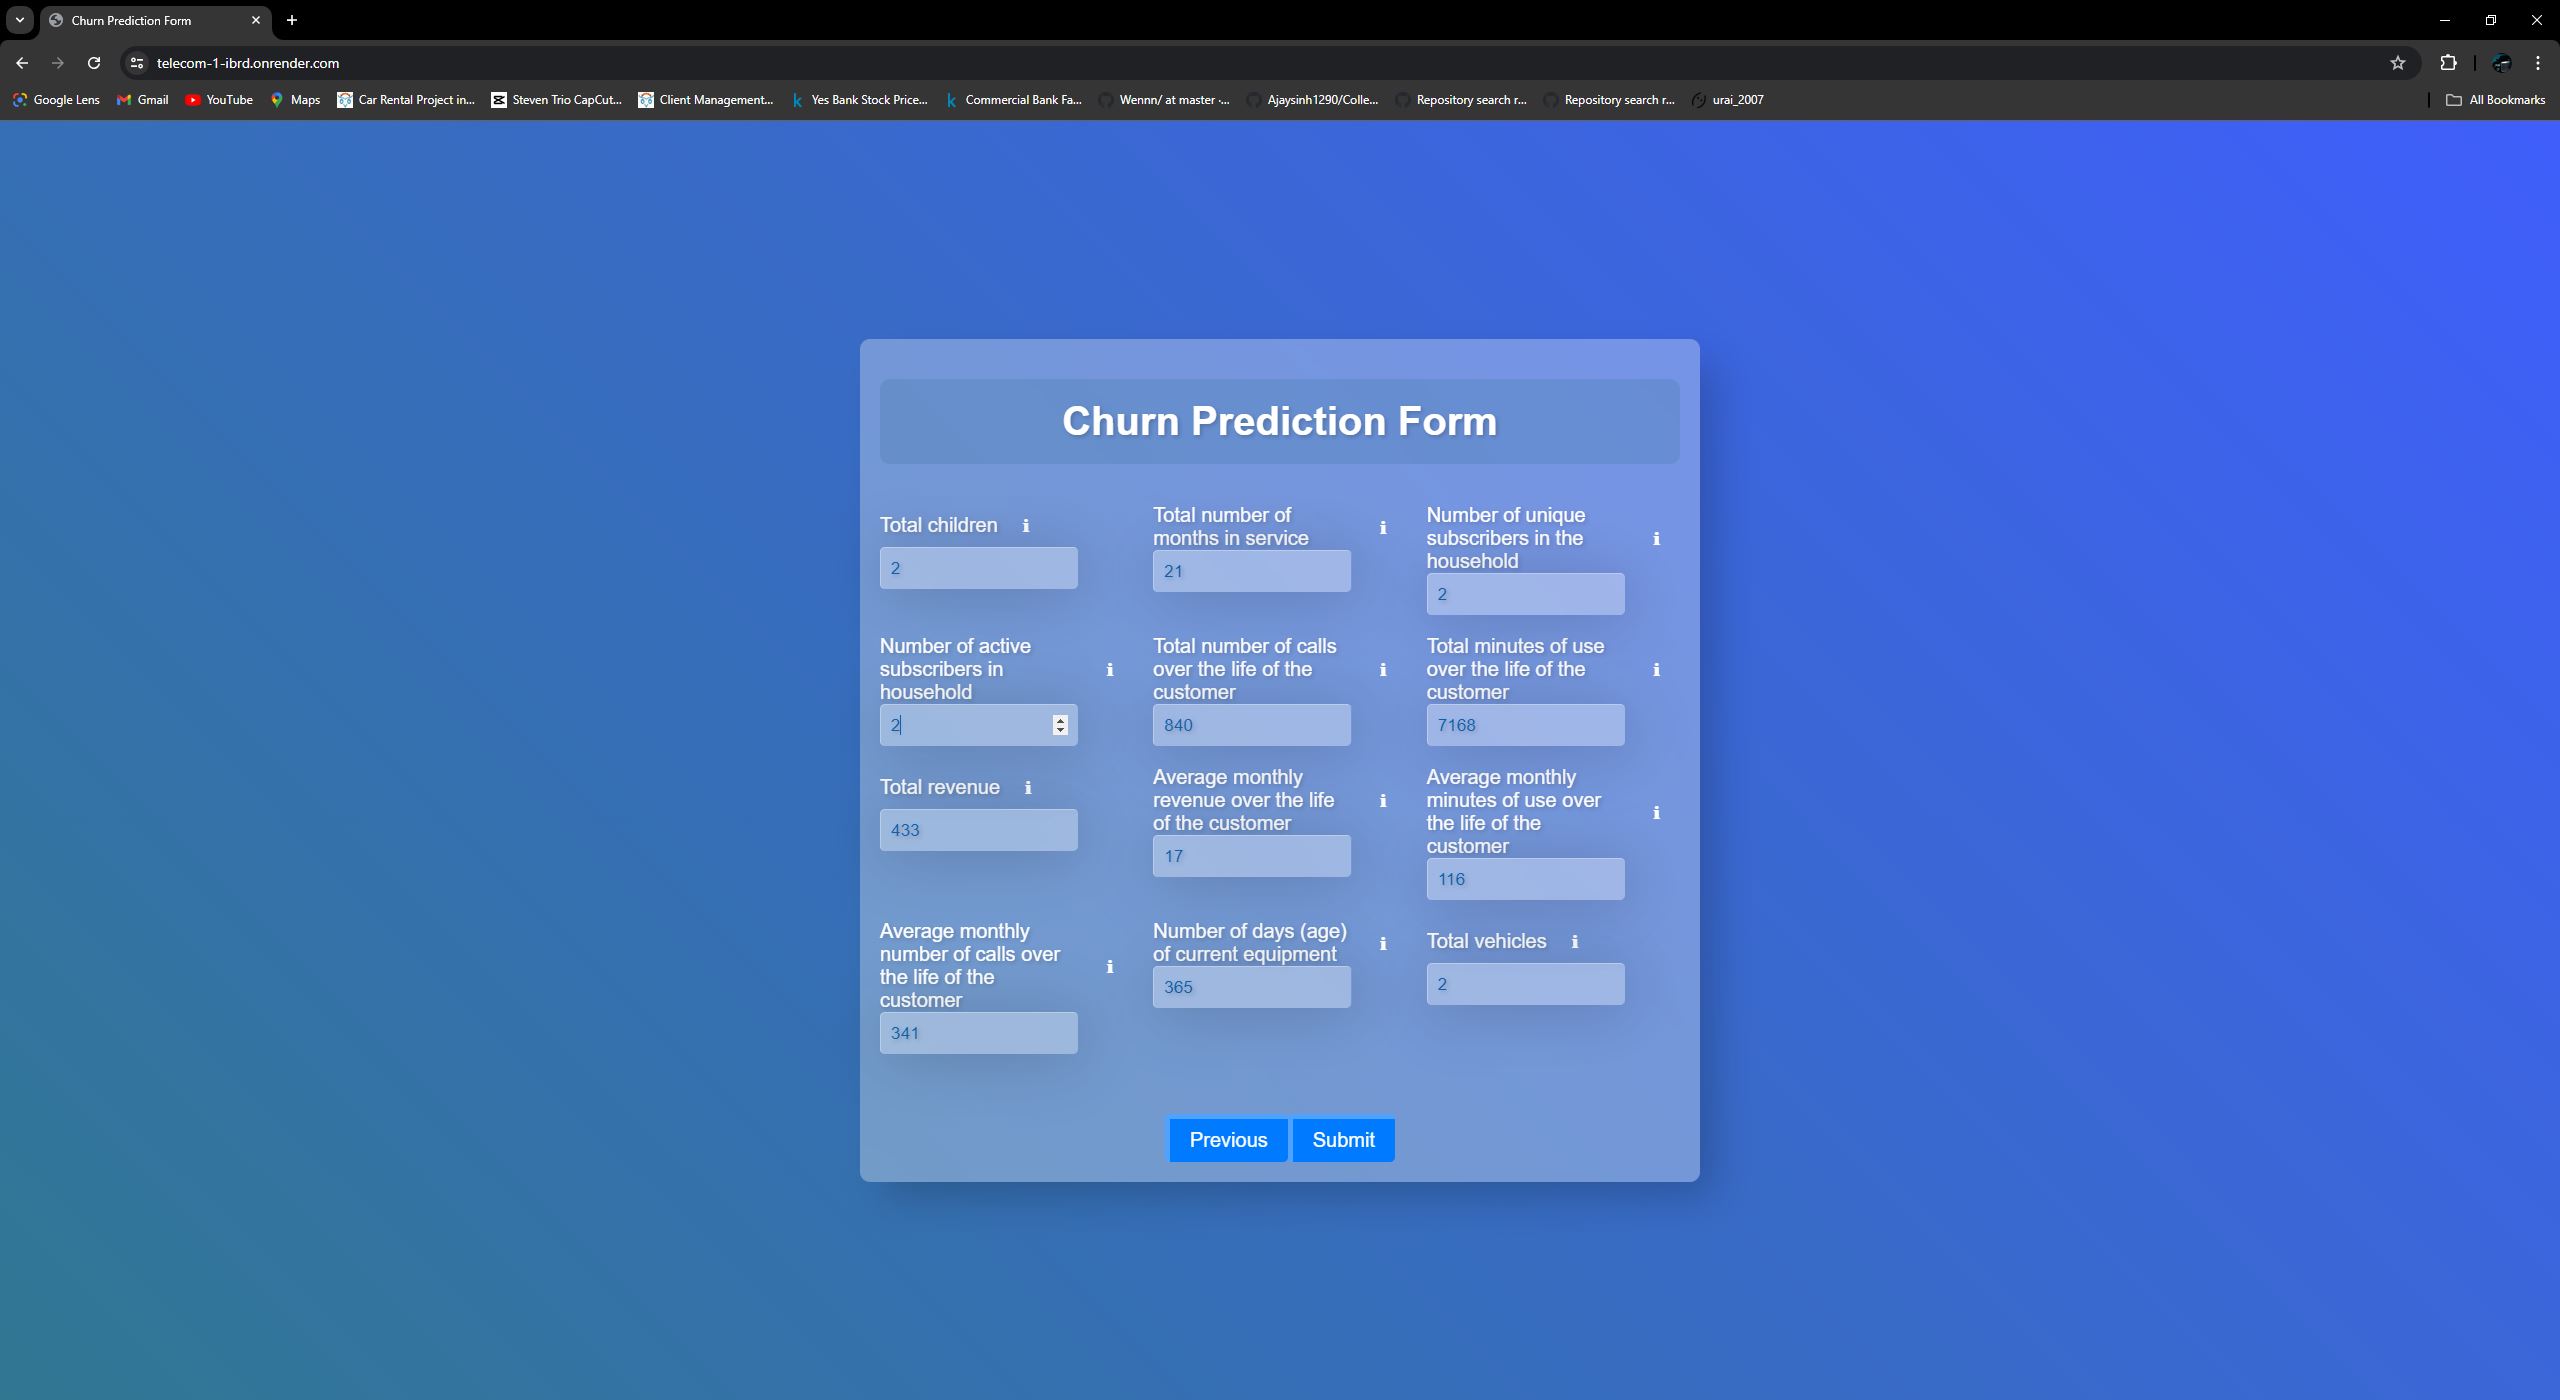 Churn Prediction Form
telecom-1-ibrd.onrender.com
Google Lens
Gmail
YouTube
Maps
Car Rental Project in...
Steven Trio CapCut...
Client Management...
Yes Bank Stock Price...
Commercial Bank Fa...
Wennn/ at master ·...
Ajaysinh1290/Colle...
Repository search r...
Repository search r...
urai_2007
All Bookmarks
Churn Prediction Form
Total children
2
Total number of
months in service
21
Number of unique
subscribers in the
household
2
Number of active
subscribers in
household
2
Total number of calls
over the life of the
customer
840
Total minutes of use
over the life of the
customer
7168
Total revenue
433
Average monthly
revenue over the life
of the customer
17
Average monthly
minutes of use over
the life of the
customer
116
Average monthly
number of calls over
the life of the
customer
341
Number of days (age)
of current equipment
365
Total vehicles
2
Previous
Submit